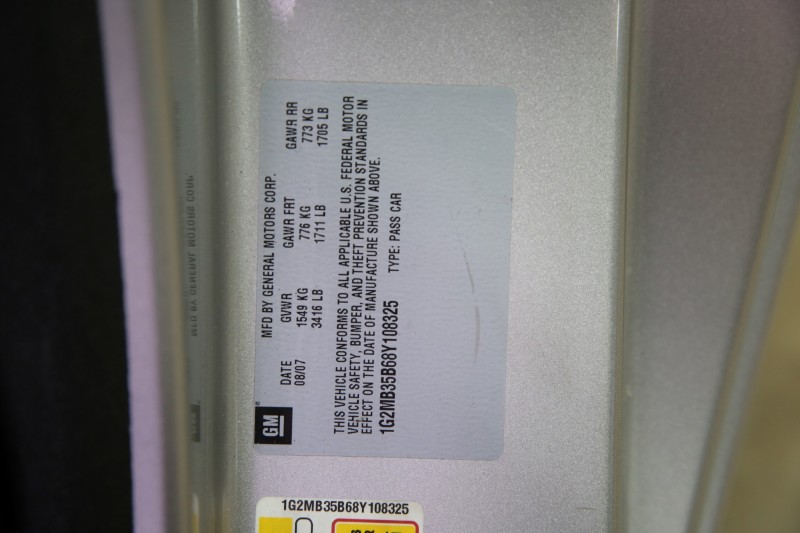 MFD BY GENERAL MOTORS CORP.
DATE GVWR GAWR FRT GAWR RR
08/07 1549 KG 776 KG 773 KG
3416 LB 1711 LB 1705 LB
THIS VEHICLE CONFORMS TO ALL APPLICABLE U.S. FEDERAL MOTOR
VEHICLE SAFETY, BUMPER, AND THEFT PREVENTION STANDARDS IN
EFFECT ON THE DATE OF MANUFACTURE SHOWN ABOVE.
1G2MB35B68Y108325 TYPE: PASS CAR
GM
1G2MB35B68Y108325